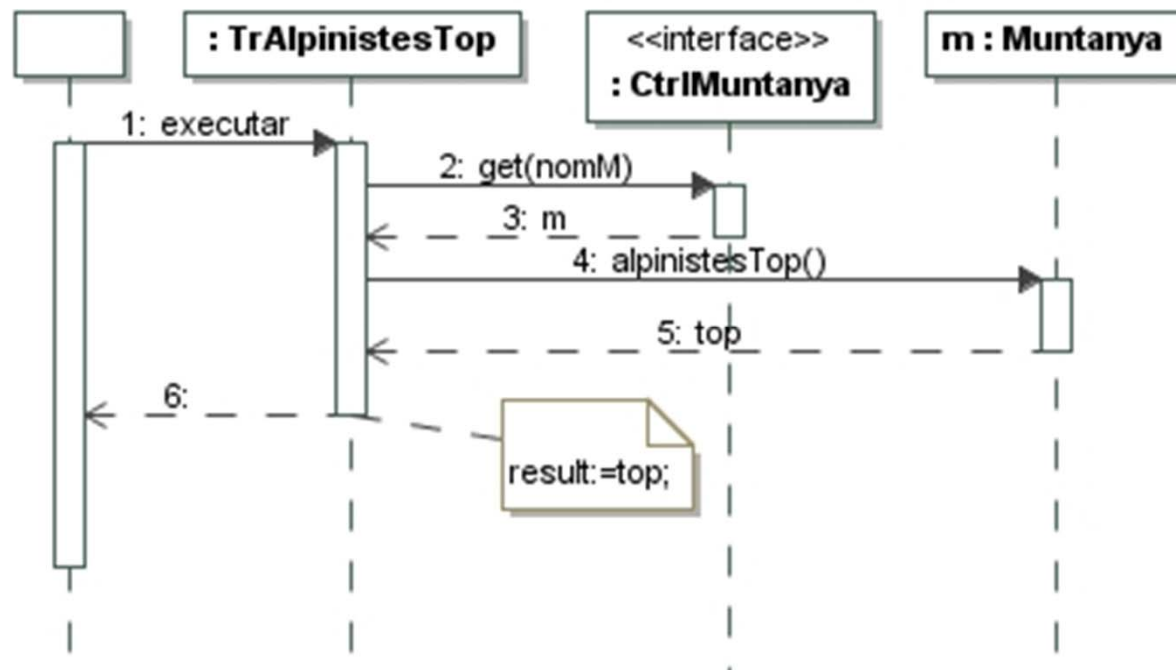 : TrAlpinistesTop
<<interface>>
: CtrlMuntanya
m : Muntanya
1: executar
2: get(nomM)
3: m
4: alpinistesTop()
5: top
6:
result:=top;